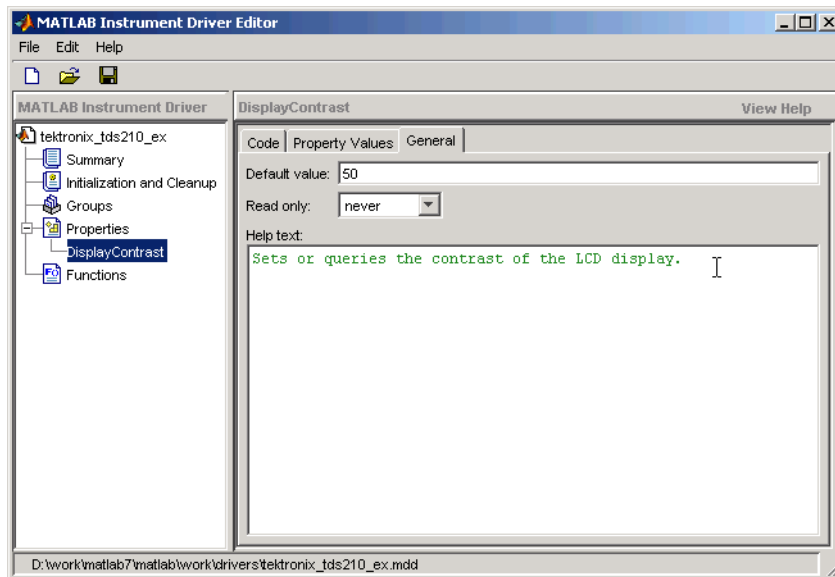 MATLAB Instrument Driver Editor
File Edit Help
MATLAB Instrument Driver
DisplayContrast
View Help
tektronix_tds210_ex
Summary
Initialization and Cleanup
Groups
Properties
DisplayContrast
Functions
Code Property Values General
Default value: 50
Read only: never
Help text:
Sets or queries the contrast of the LCD display.
D:\work\matlab7\matlab\work\drivers\tektronix_tds210_ex.mdd